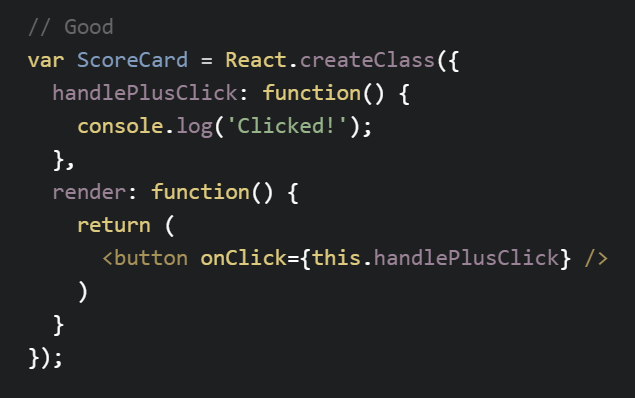 // Good
var ScoreCard = React.createClass({
  handlePlusClick: function() {
    console.log('Clicked!');
  },
  render: function() {
    return (
      <button onClick={this.handlePlusClick} />
    )
  }
});